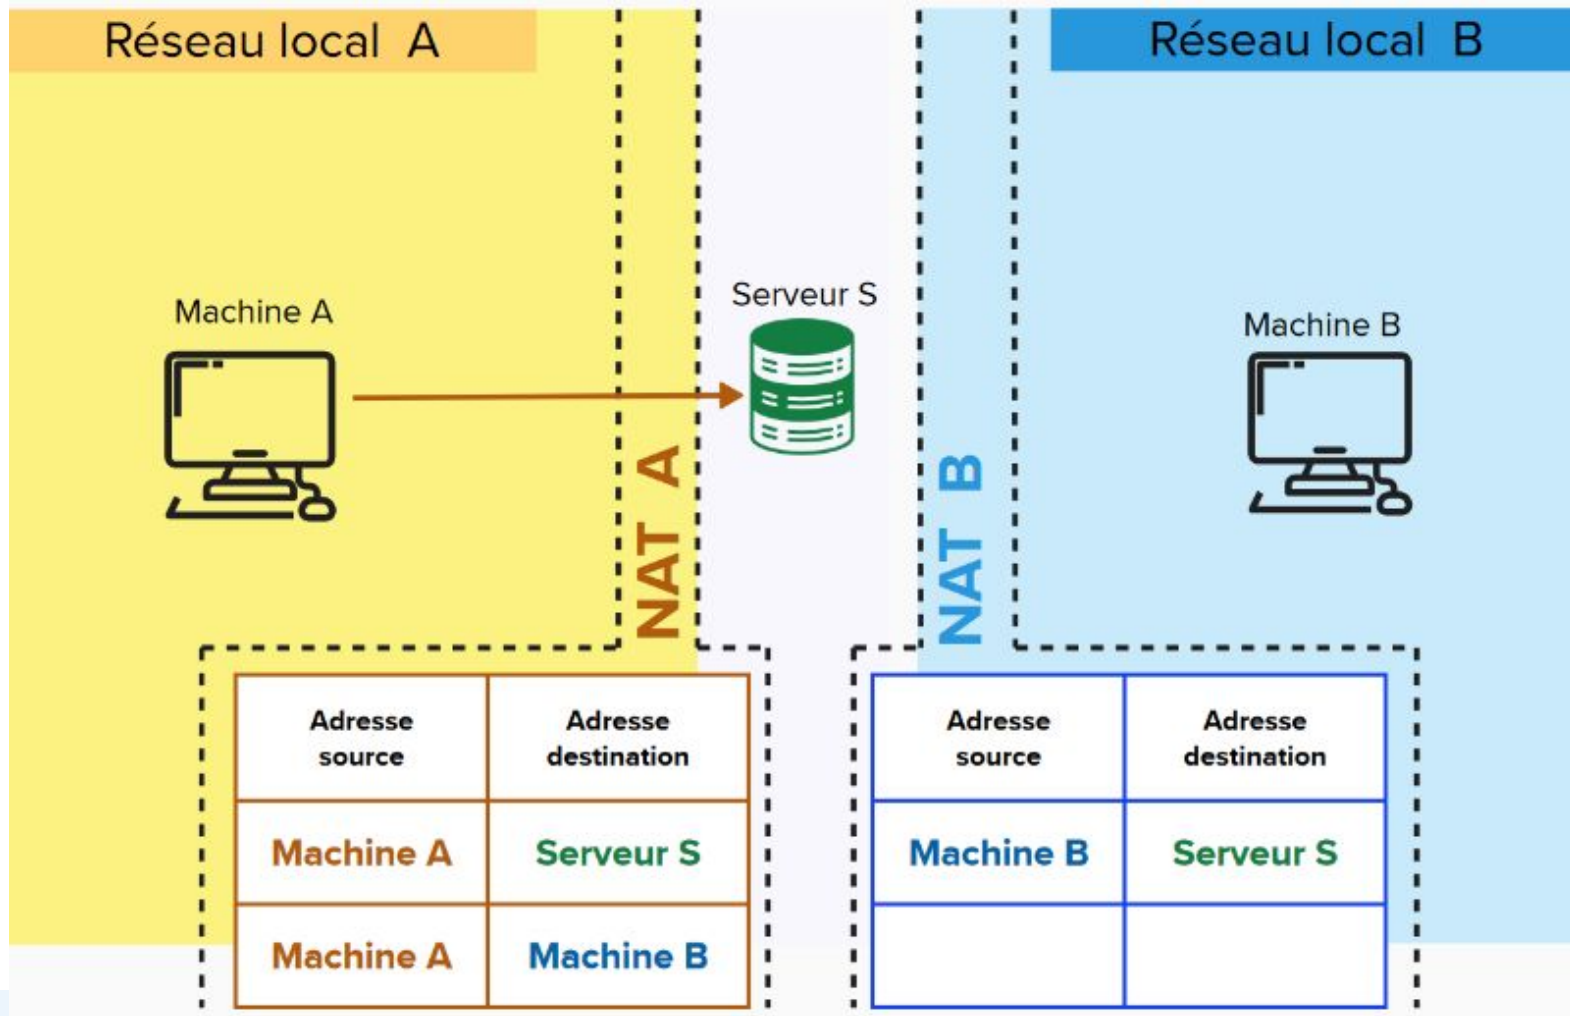 Réseau local A
Réseau local B
Serveur S
Machine A
Machine B
NAT A
NAT B
Adresse source
Adresse destination
Machine A
Serveur S
Machine A
Machine B
Adresse source
Adresse destination
Machine B
Serveur S